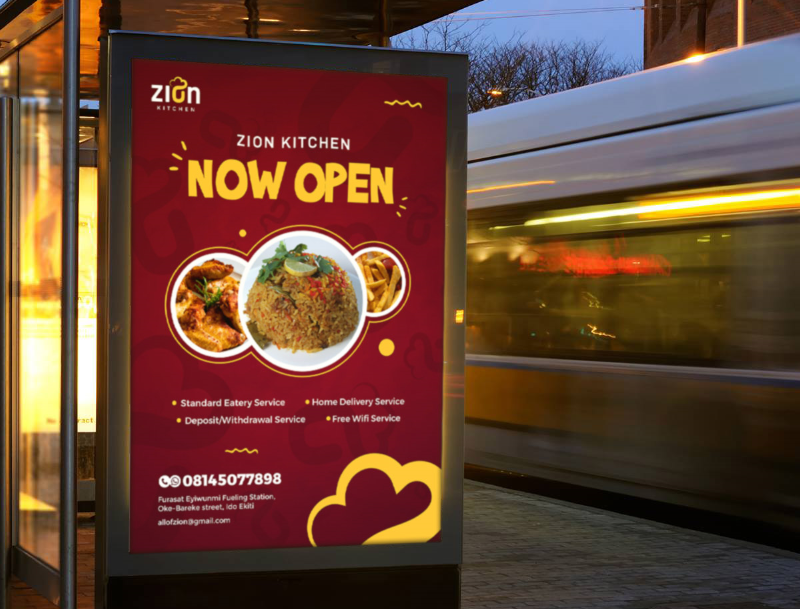 ZION
KITCHEN
ZION KITCHEN
NOW OPEN
Standard Eatery Service
Home Delivery Service
Deposit/Withdrawal Service
Free Wifi Service
08145077898
Furasat Eyiwunmi Fueling Station,
Oke-Bareke street, Ido Ekiti
allofzion@gmail.com